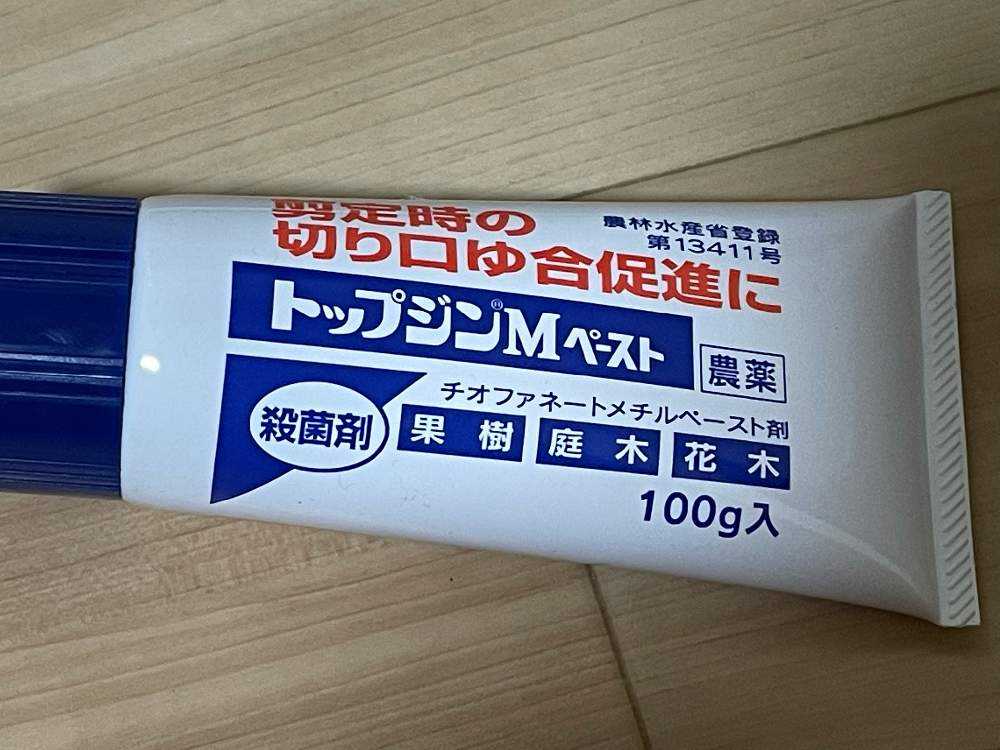 剪定時の
切り口ゆ合促進に
農林水産省登録
第13411号
トップジン®Mペースト
農薬
チオファネートメチルペースト剤
殺菌剤
果樹 庭木 花木
100g入